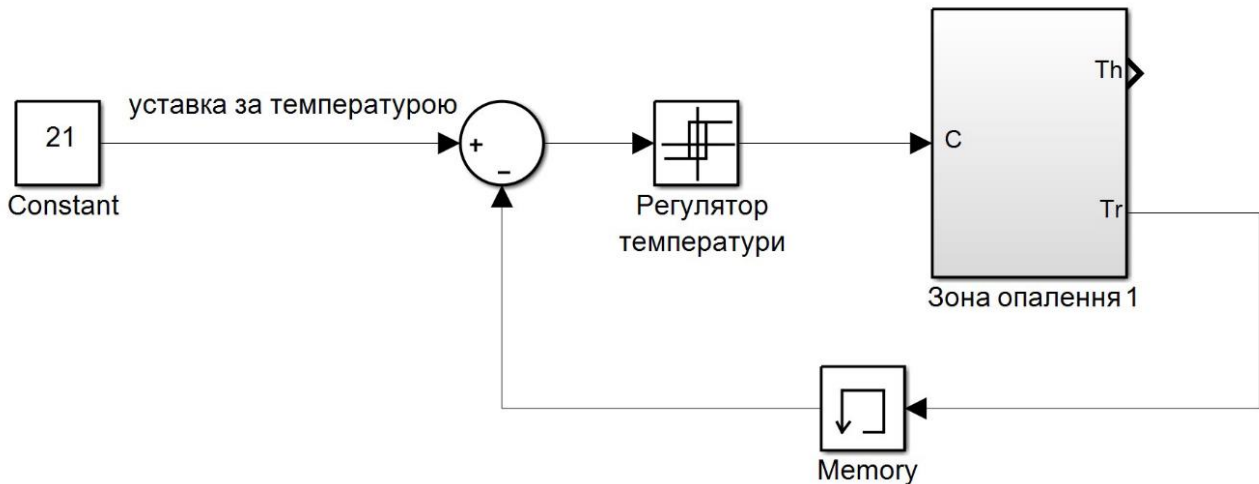 уставка за температурою
21
Constant
+
−
Регулятор
температури
C
Th
Tr
Зона опалення 1
Memory